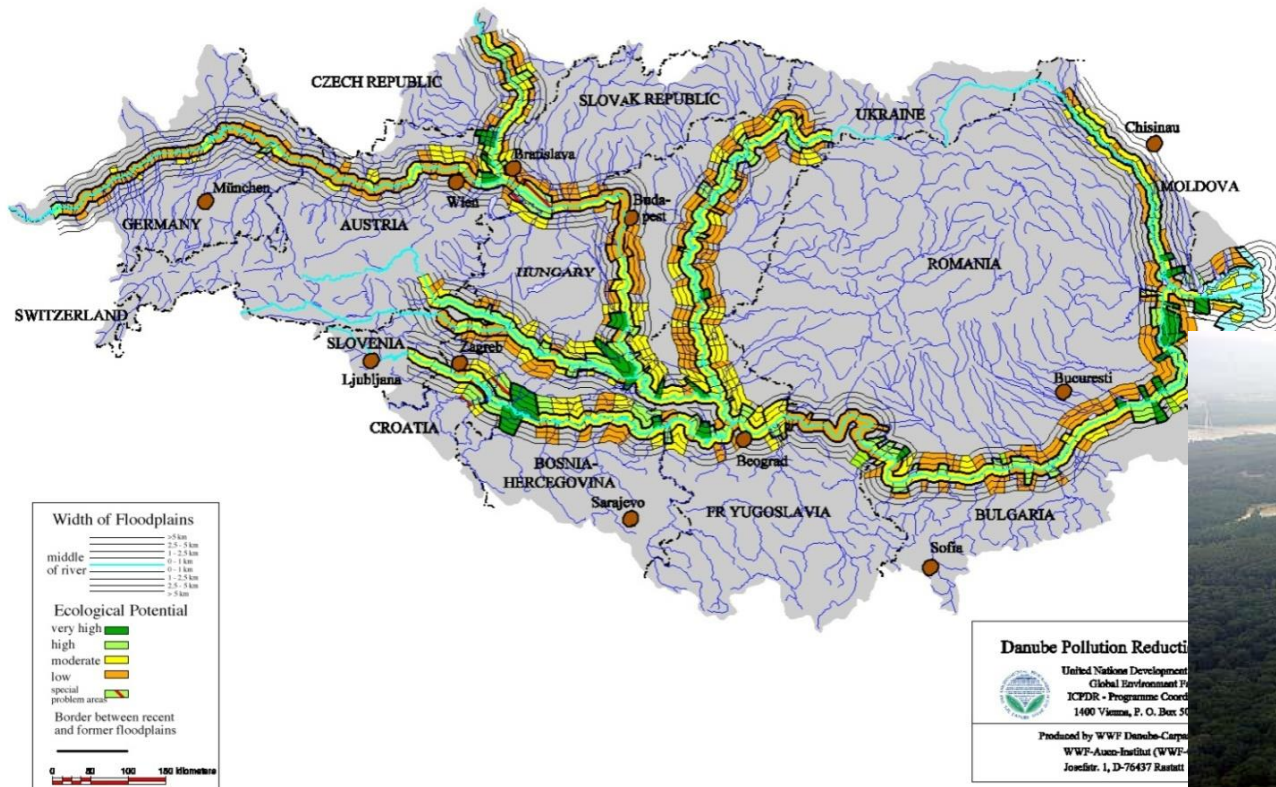 CZECH REPUBLIC
SLOVAK REPUBLIC
UKRAINE
Chisinau
MOLDOVA
Bratislava
München
Wien
Buda-
pest
GERMANY
AUSTRIA
HUNGARY
ROMANIA
SWITZERLAND
SLOVENIA
Zagreb
Ljubljana
Bucuresti
CROATIA
Beograd
BOSNIA-
HERCEGOVINA
Sarajevo
FR YUGOSLAVIA
BULGARIA
Sofia
Width of Floodplains
middle
of river
>5 km
2,5 - 5 km
1 - 2,5 km
0 - 1 km
0 - 1 km
1 - 2,5 km
2,5 - 5 km
> 5 km
Ecological Potential
very high
high
moderate
low
special
problem areas
Border between recent
and former floodplains
0 50 100 150 kilometers
Danube Pollution Reducti
United Nations Development
Global Environment Fa
ICPDR - Programme Coord
1400 Vienna, P. O. Box 50
Produced by WWF Danube-Carpa
WWF-Auen-Institut (WWF-
Josefstr. 1, D-76437 Rastatt